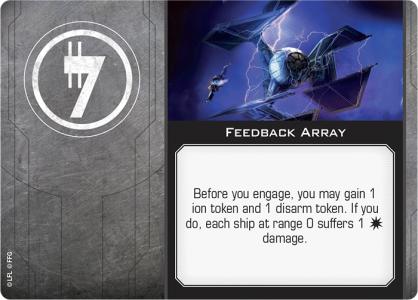 7
FEEDBACK ARRAY
Before you engage, you may gain 1
ion token and 1 disarm token. If you
do, each ship at range 0 suffers 1
damage.
© LFL © FFG